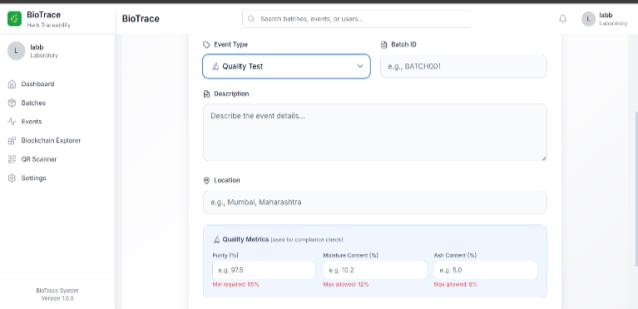 BioTrace
Herb Traceability
BioTrace
Search batches, events, or users...
L
labb
Laboratory
L
labb
Laboratory
Dashboard
Batches
Events
Blockchain Explorer
QR Scanner
Settings
BioTrace System
Version 1.0.0
Event Type
Batch ID
Quality Test
e.g., BATCH001
Description
Describe the event details...
Location
e.g., Mumbai, Maharashtra
Quality Metrics (used for compliance check)
Purity (%)
Moisture Content (%)
Ash Content (%)
e.g. 97.5
e.g. 10.2
e.g. 5.0
Min required: 95%
Max allowed: 12%
Max allowed: 8%